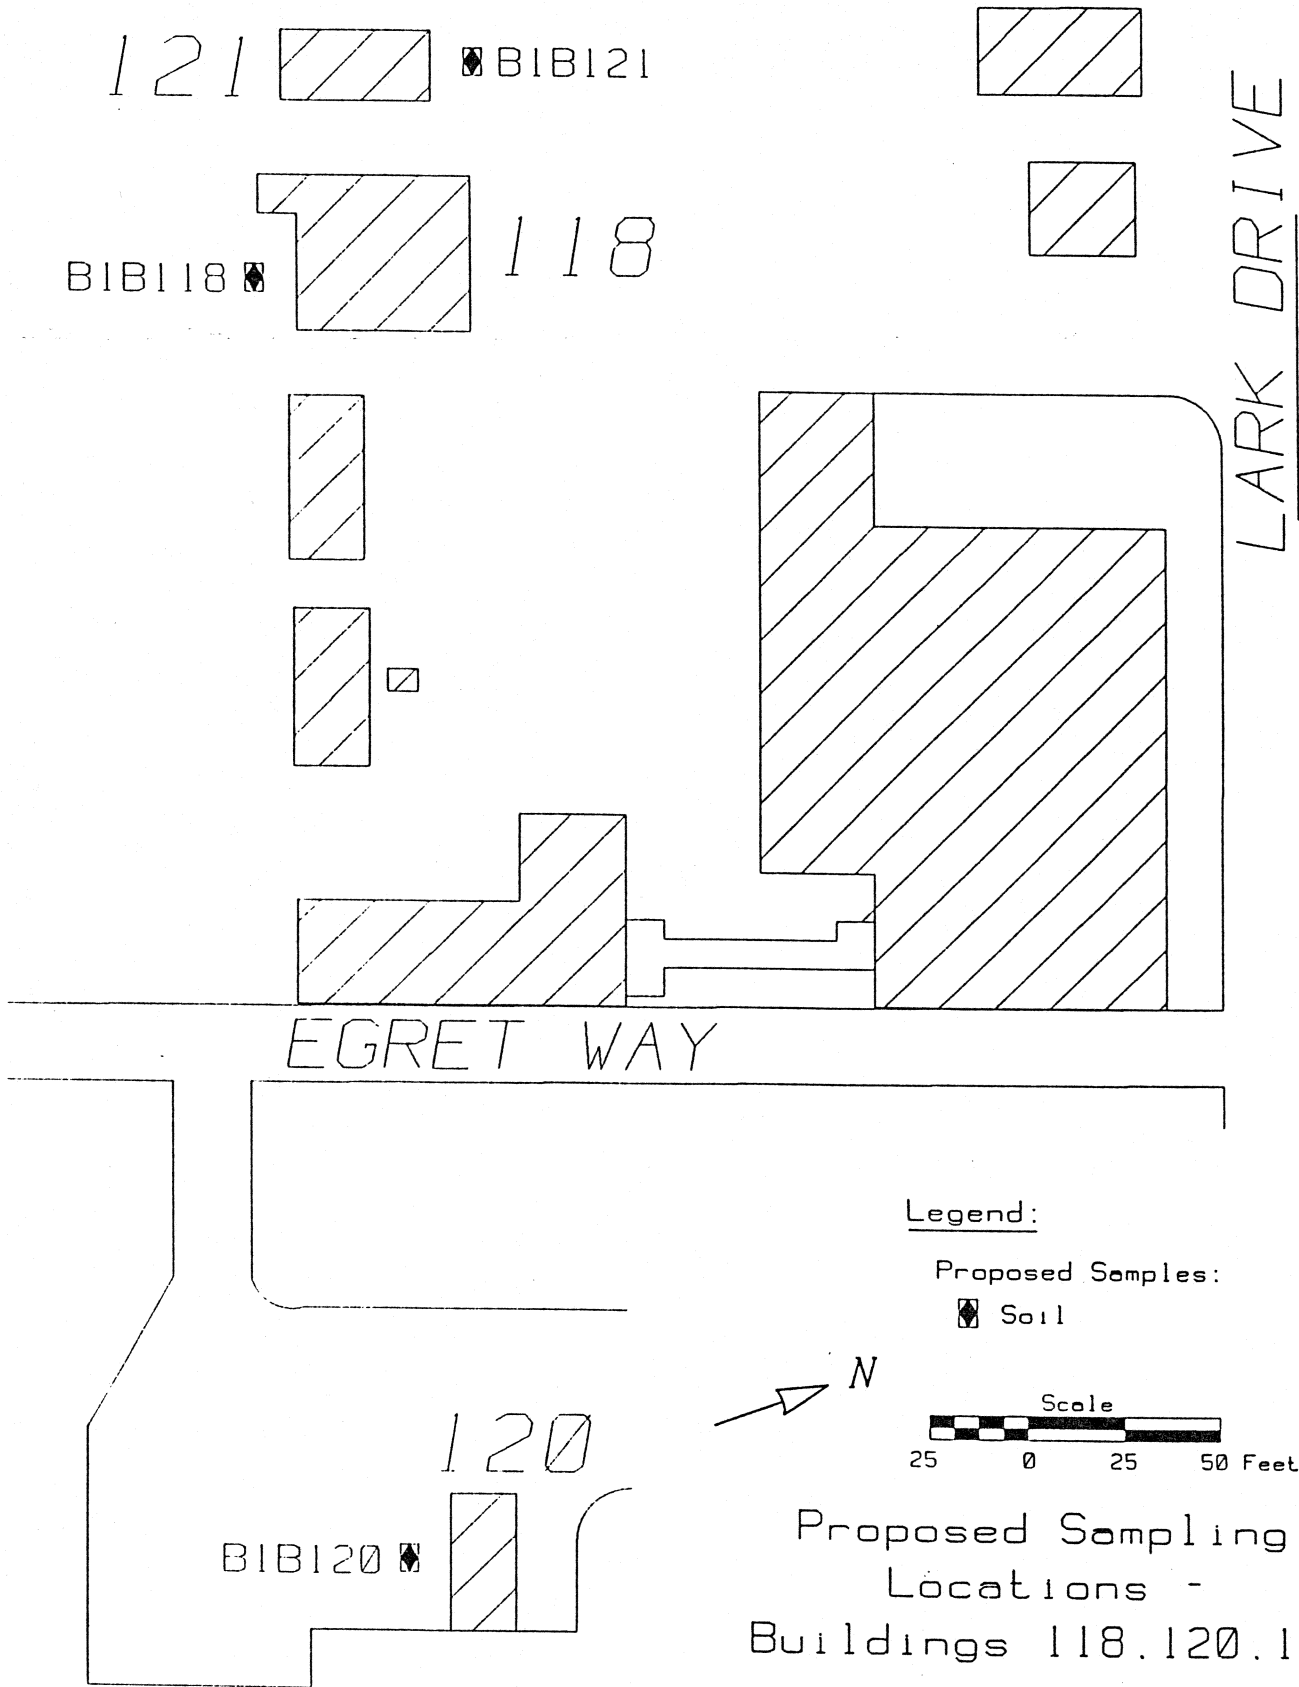 121
B1B121
118
B1B118
LARK DRIVE
EGRET WAY
Legend:
Proposed Samples:
Soil
N
Scale
25 0 25 50 Feet
120
B1B120
Proposed Sampling
Locations -
Buildings 118.120.1